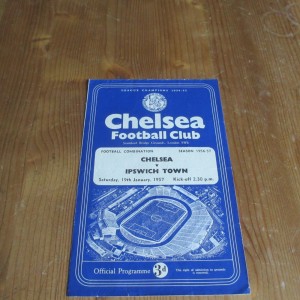 LEAGUE CHAMPIONS 1954-55
Chelsea
Football Club
Stamford Bridge Grounds, London SW6
FOOTBALL COMBINATION SEASON 1956-57
CHELSEA
v
IPSWICH TOWN
Saturday, 19th January, 1957 Kick-off 2.30 p.m.
Official Programme 3d